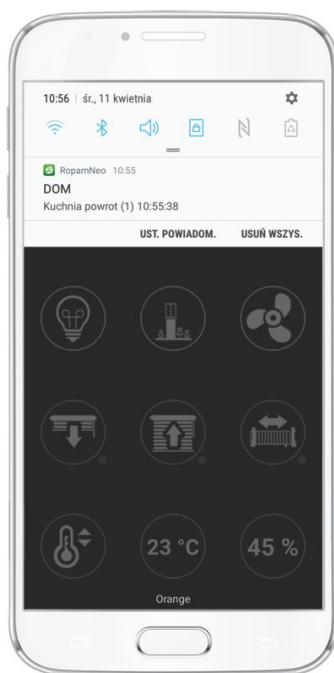 10:56 | śr., 11 kwietnia
RopamNeo 10:55
DOM
Kuchnia powrot (1) 10:55:38
UST. POWIADOM. USUŃ WSZYS.
23 °C
45 %
Orange